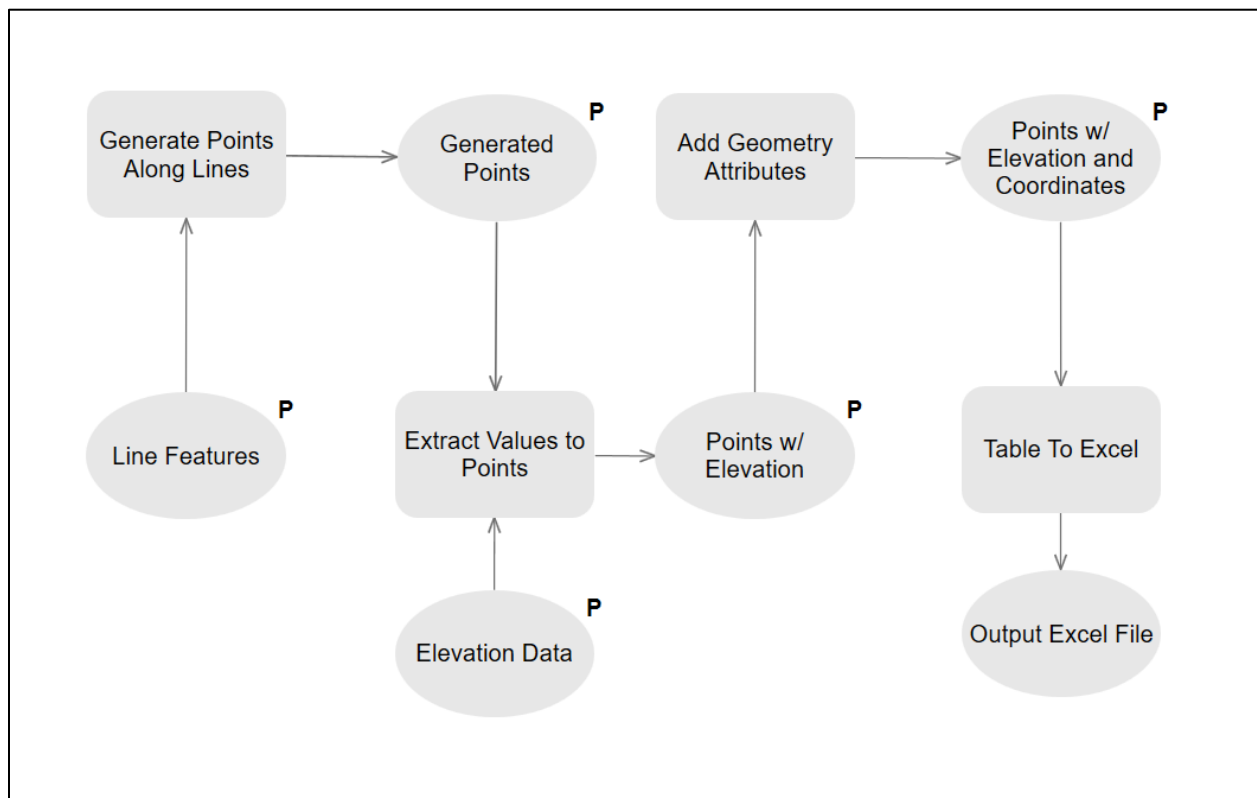 Generate Points
Along Lines
Generated
Points
P
Add Geometry
Attributes
Points w/
Elevation and
Coordinates
P
Line Features
P
Extract Values to
Points
Points w/
Elevation
P
Table To Excel
Elevation Data
P
Output Excel File